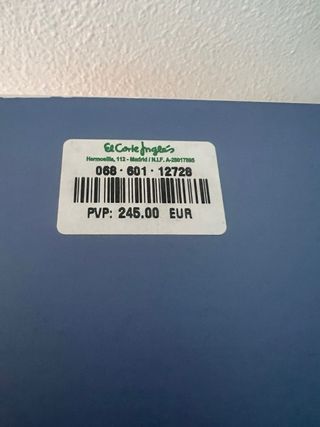 El Corte Inglés
Hermosilla, 112 - Madrid / N.I.F. A-28017895
068 · 601 · 12728
PVP: 245.00 EUR